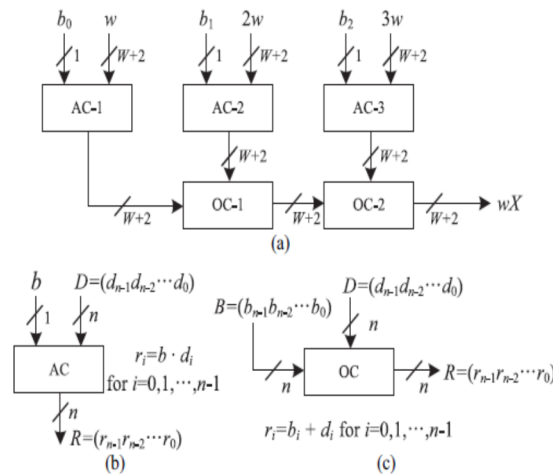 b₀ w b₁ 2w b₂ 3w
1 W+2 1 W+2 1 W+2
AC-1 AC-2 AC-3
W+2 W+2
OC-1 OC-2 wX
W+2 W+2 W+2
(a)
b D=(dₙ₋₁dₙ₋₂···d₀)
1 n
AC
rᵢ=b · dᵢ
for i=0,1,···,n-1
n
R=(rₙ₋₁rₙ₋₂···r₀)
(b)
D=(dₙ₋₁dₙ₋₂···d₀)
B=(bₙ₋₁bₙ₋₂···b₀)
n
OC R=(rₙ₋₁rₙ₋₂···r₀)
n n
rᵢ=bᵢ + dᵢ for i=0,1,···,n-1
(c)